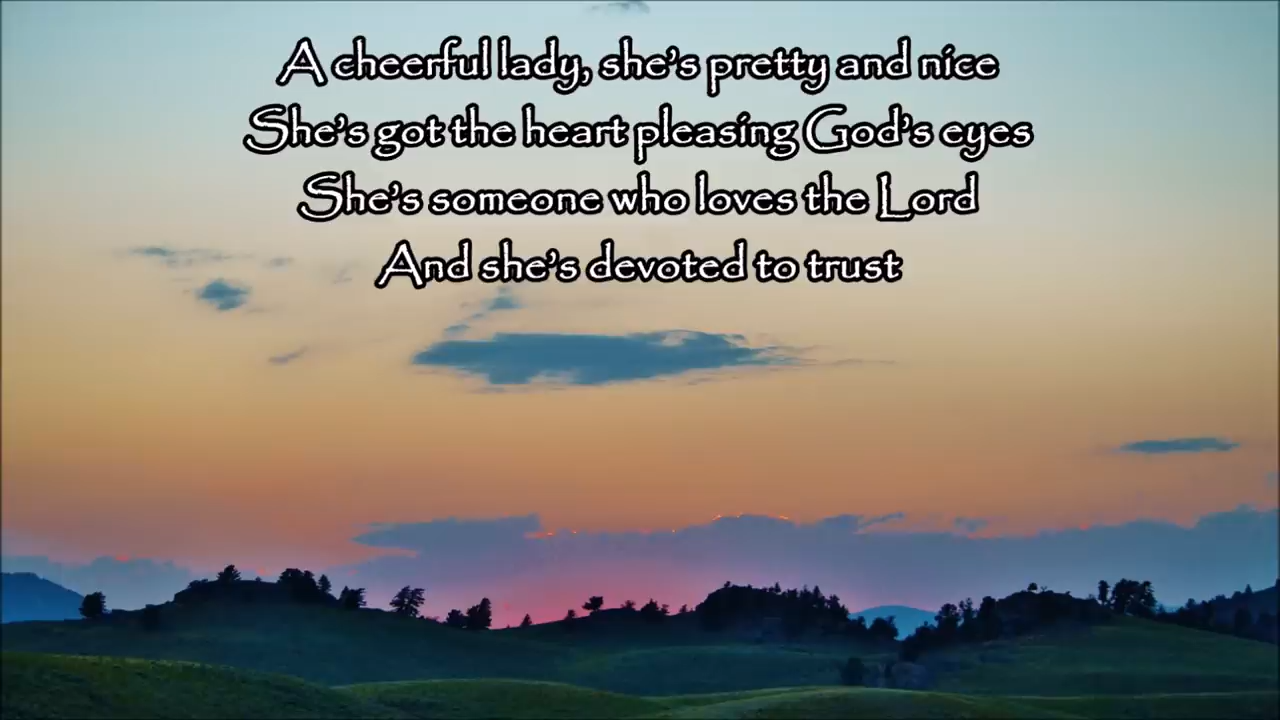 A cheerful lady, she's pretty and nice
She's got the heart pleasing God's eyes
She's someone who loves the Lord
And she's devoted to trust